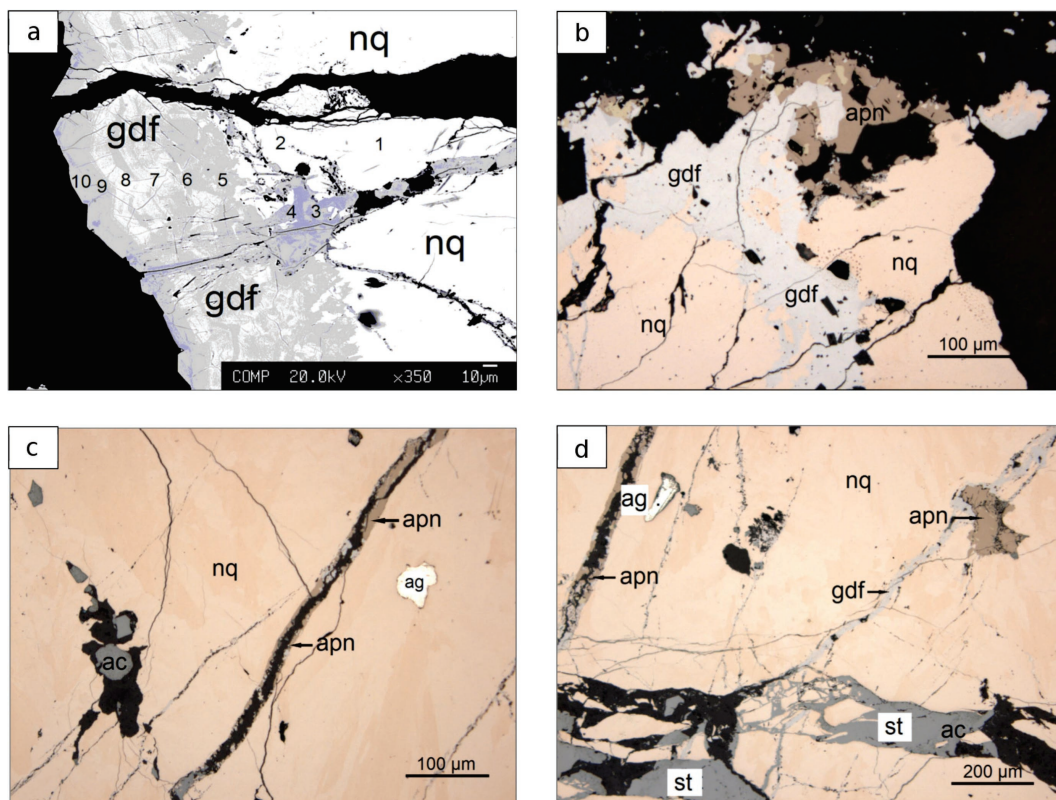 a
nq
gdf
2
1
10 9 8 7 6 5
4 3
nq
gdf
COMP 20.0kV ×350 10µm
b
apn
gdf
nq
gdf
nq
100 µm
c
apn
nq
ag
apn
ac
100 µm
d
nq
ag
apn
apn
gdf
st
ac
st
200 µm